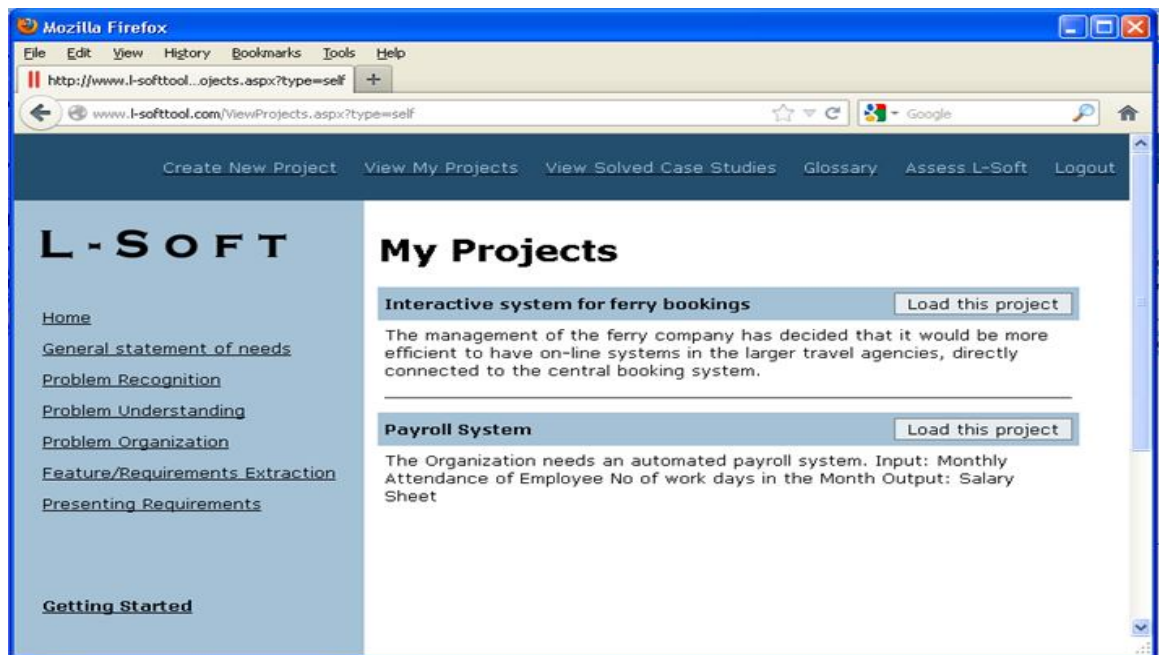 Mozilla Firefox
File Edit View History Bookmarks Tools Help
http://www.l-softtool...ojects.aspx?type=self +
www.l-softtool.com/ViewProjects.aspx?type=self Google
Create New Project View My Projects View Solved Case Studies Glossary Assess L-Soft Logout
L-SOFT
Home
General statement of needs
Problem Recognition
Problem Understanding
Problem Organization
Feature/Requirements Extraction
Presenting Requirements
Getting Started
My Projects
Interactive system for ferry bookings Load this project
The management of the ferry company has decided that it would be more
efficient to have on-line systems in the larger travel agencies, directly
connected to the central booking system.
Payroll System Load this project
The Organization needs an automated payroll system. Input: Monthly
Attendance of Employee No of work days in the Month Output: Salary
Sheet